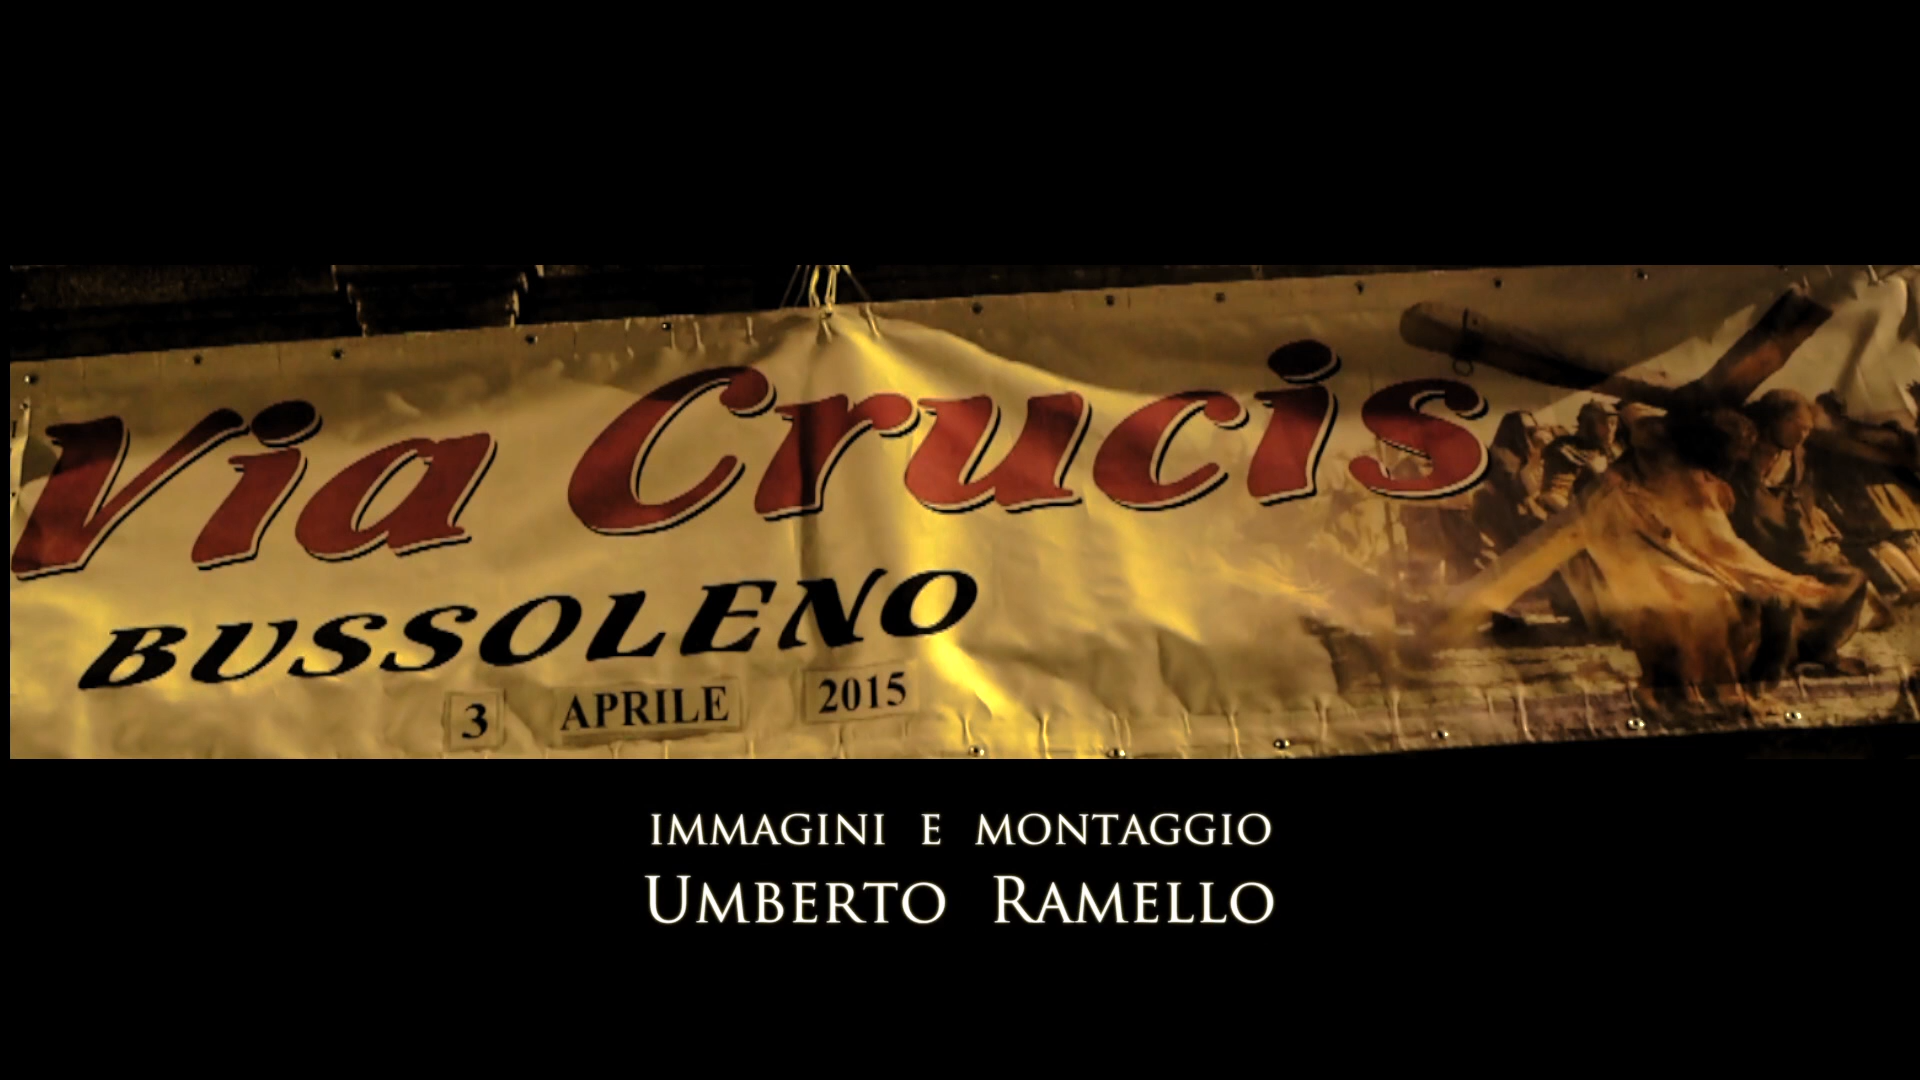 Via Crucis
BUSSOLENO
3 APRILE 2015
IMMAGINI E MONTAGGIO
UMBERTO RAMELLO